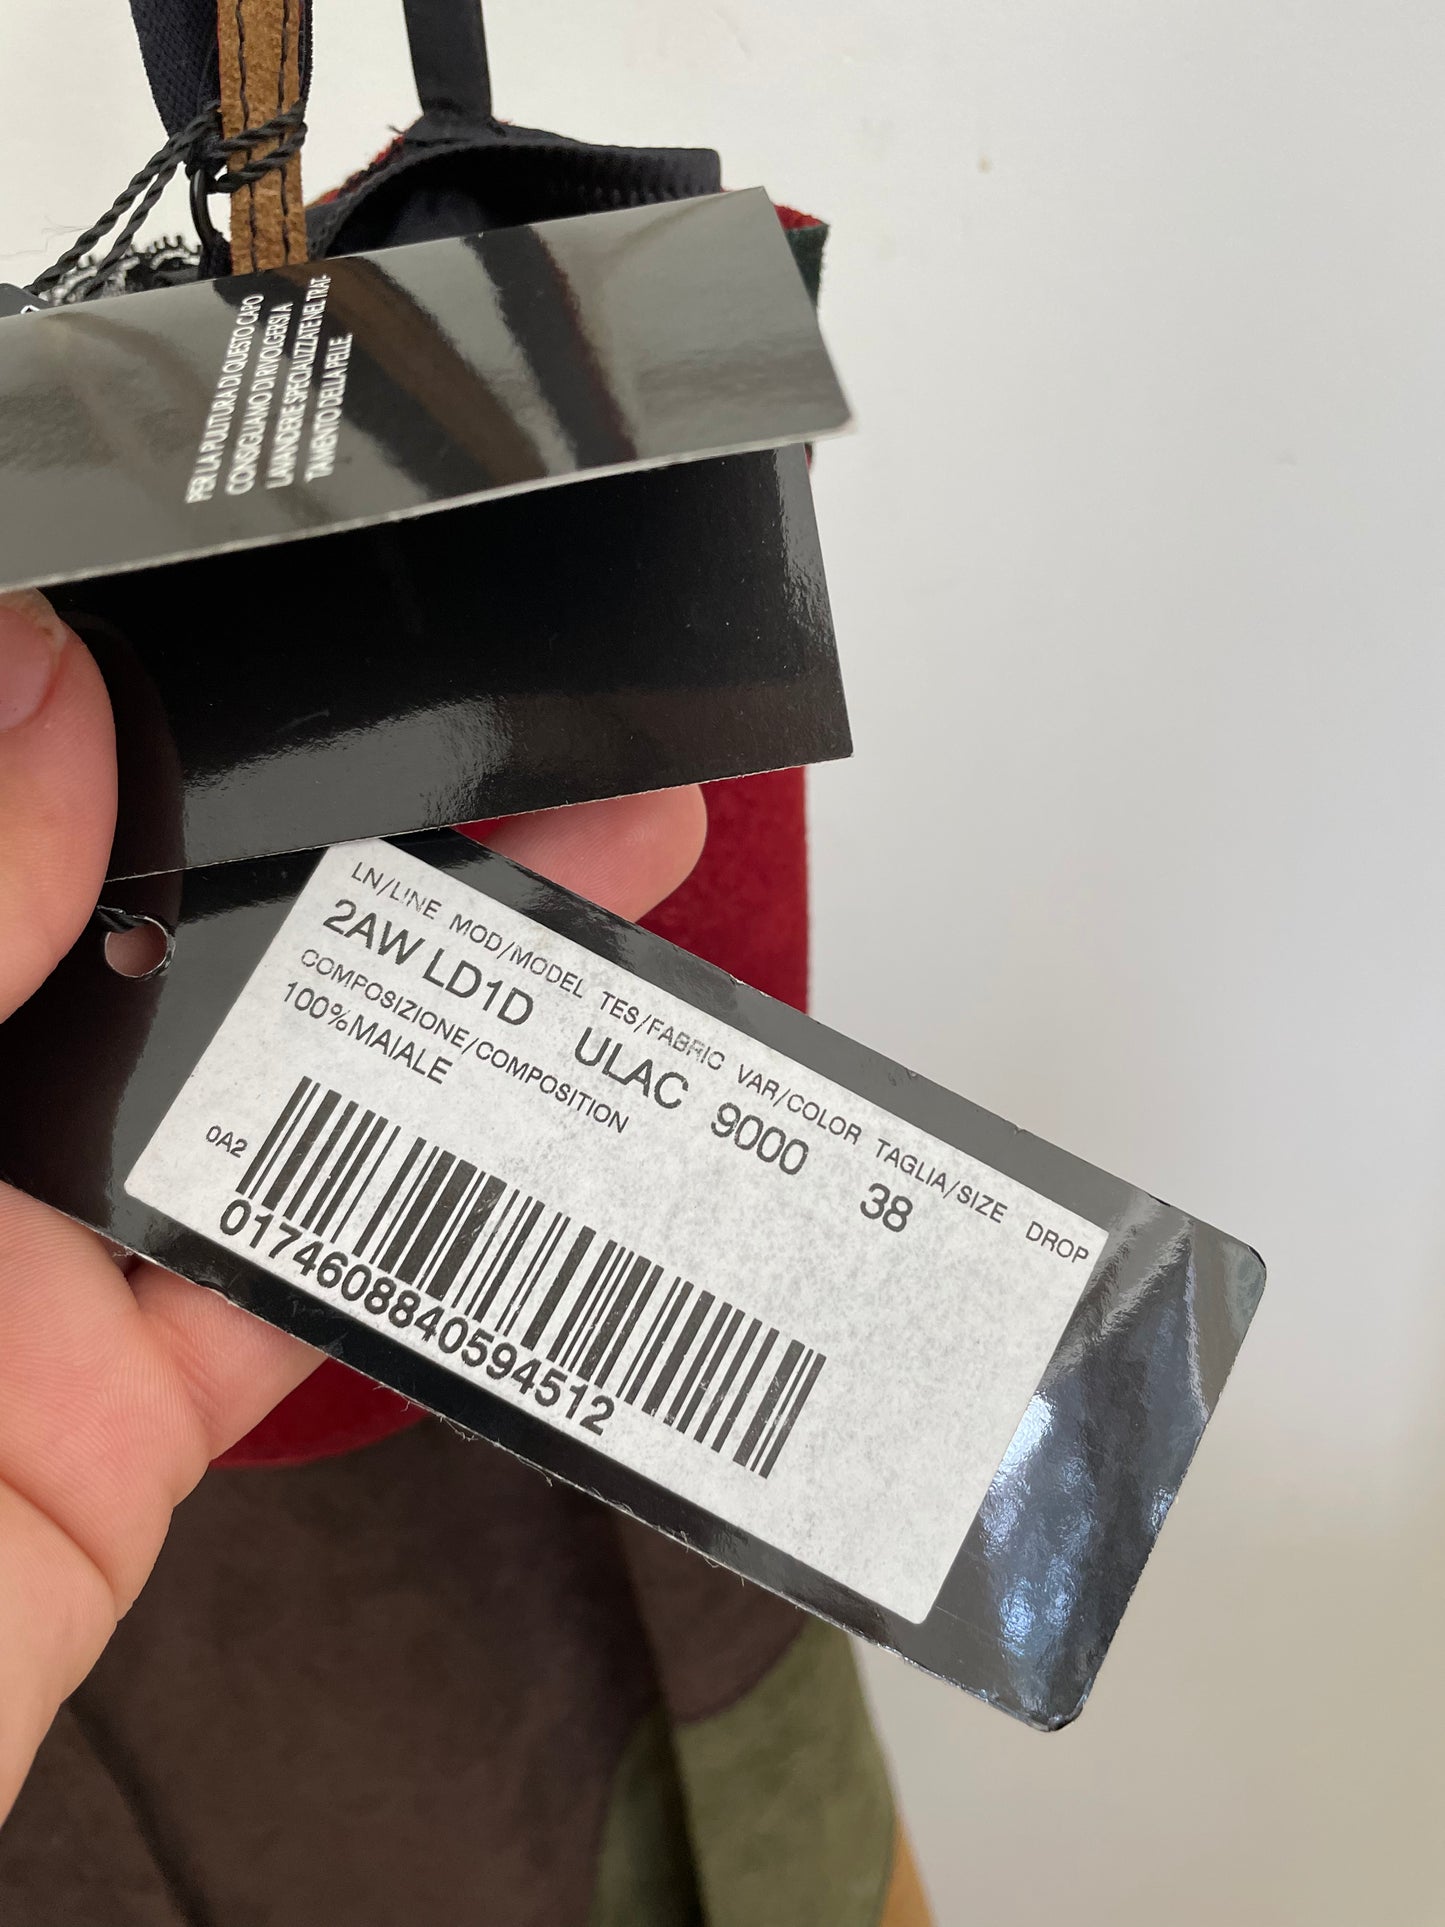 PER LA PULITURA DI QUESTO CAPO
CONSIGLIAMO DI RIVOLGERSI A
LAVANDERIE SPECIALIZZATE NEL TRAT-
TAMENTO DELLA PELLE.
LN/LINE MOD/MODEL TES/FABRIC VAR/COLOR TAGLIA/SIZE DROP
2AW LD1D ULAC 9000 38
COMPOSIZIONE/COMPOSITION
100%MAIALE
0A2
0174608840594512